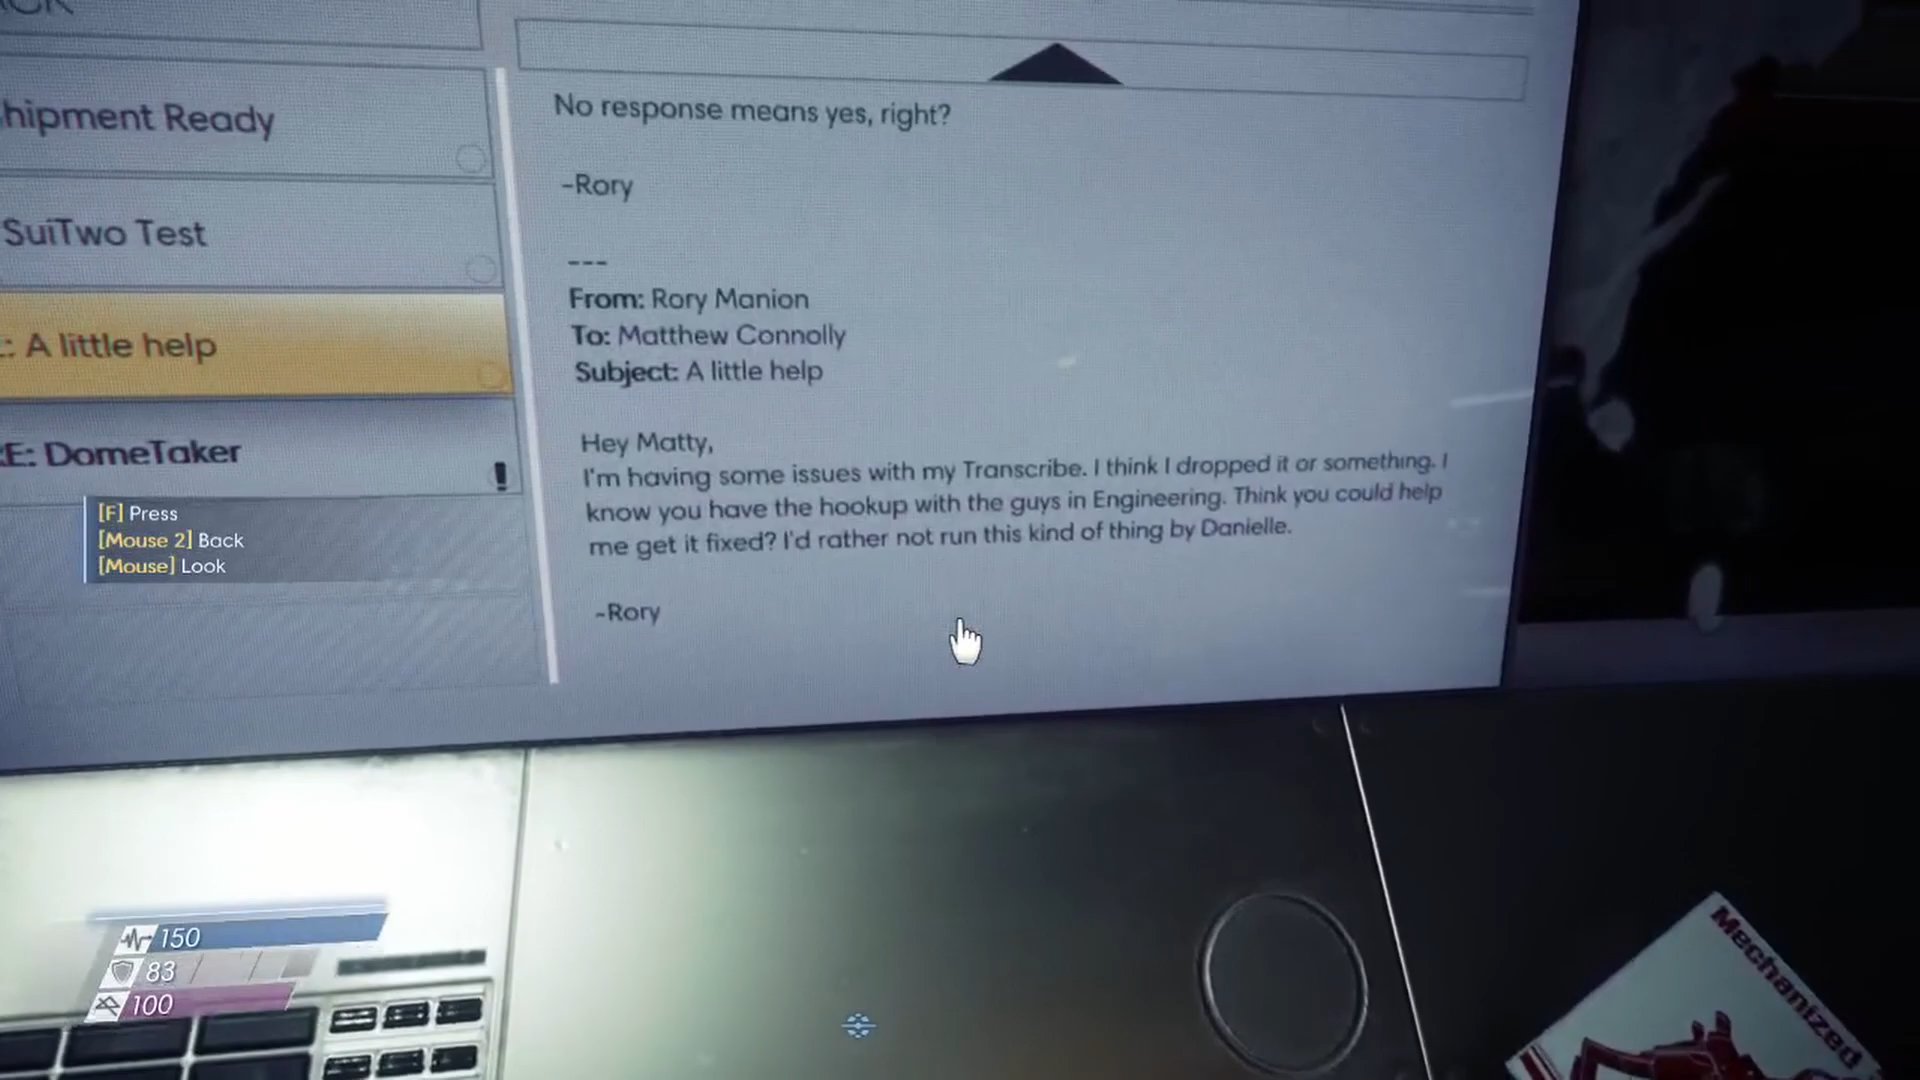 hipment Ready
SuiTwo Test
: A little help
E: DomeTaker
[F] Press
[Mouse 2] Back
[Mouse] Look
No response means yes, right?
-Rory
---
From: Rory Manion
To: Matthew Connolly
Subject: A little help
Hey Matty,
I'm having some issues with my Transcribe. I think I dropped it or something. I
know you have the hookup with the guys in Engineering. Think you could help
me get it fixed? I'd rather not run this kind of thing by Danielle.
-Rory
150
83
100
Mechanized